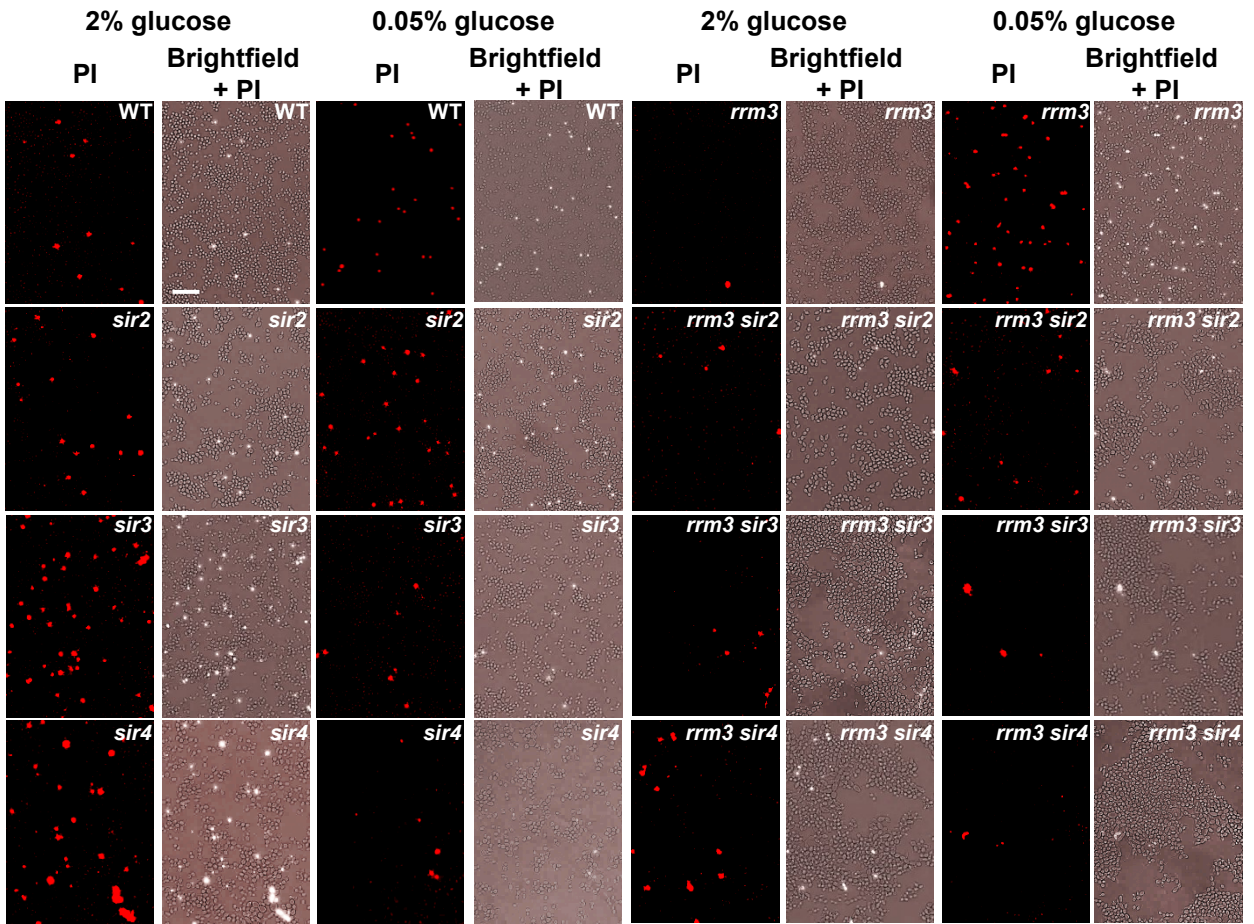 2% glucose 0.05% glucose 2% glucose 0.05% glucose
PI Brightfield + PI PI Brightfield + PI PI Brightfield + PI PI Brightfield + PI
WT WT WT WT rrm3 rrm3 rrm3 rrm3
sir2 sir2 sir2 sir2 rrm3 sir2 rrm3 sir2 rrm3 sir2 rrm3 sir2
sir3 sir3 sir3 sir3 rrm3 sir3 rrm3 sir3 rrm3 sir3 rrm3 sir3
sir4 sir4 sir4 sir4 rrm3 sir4 rrm3 sir4 rrm3 sir4 rrm3 sir4